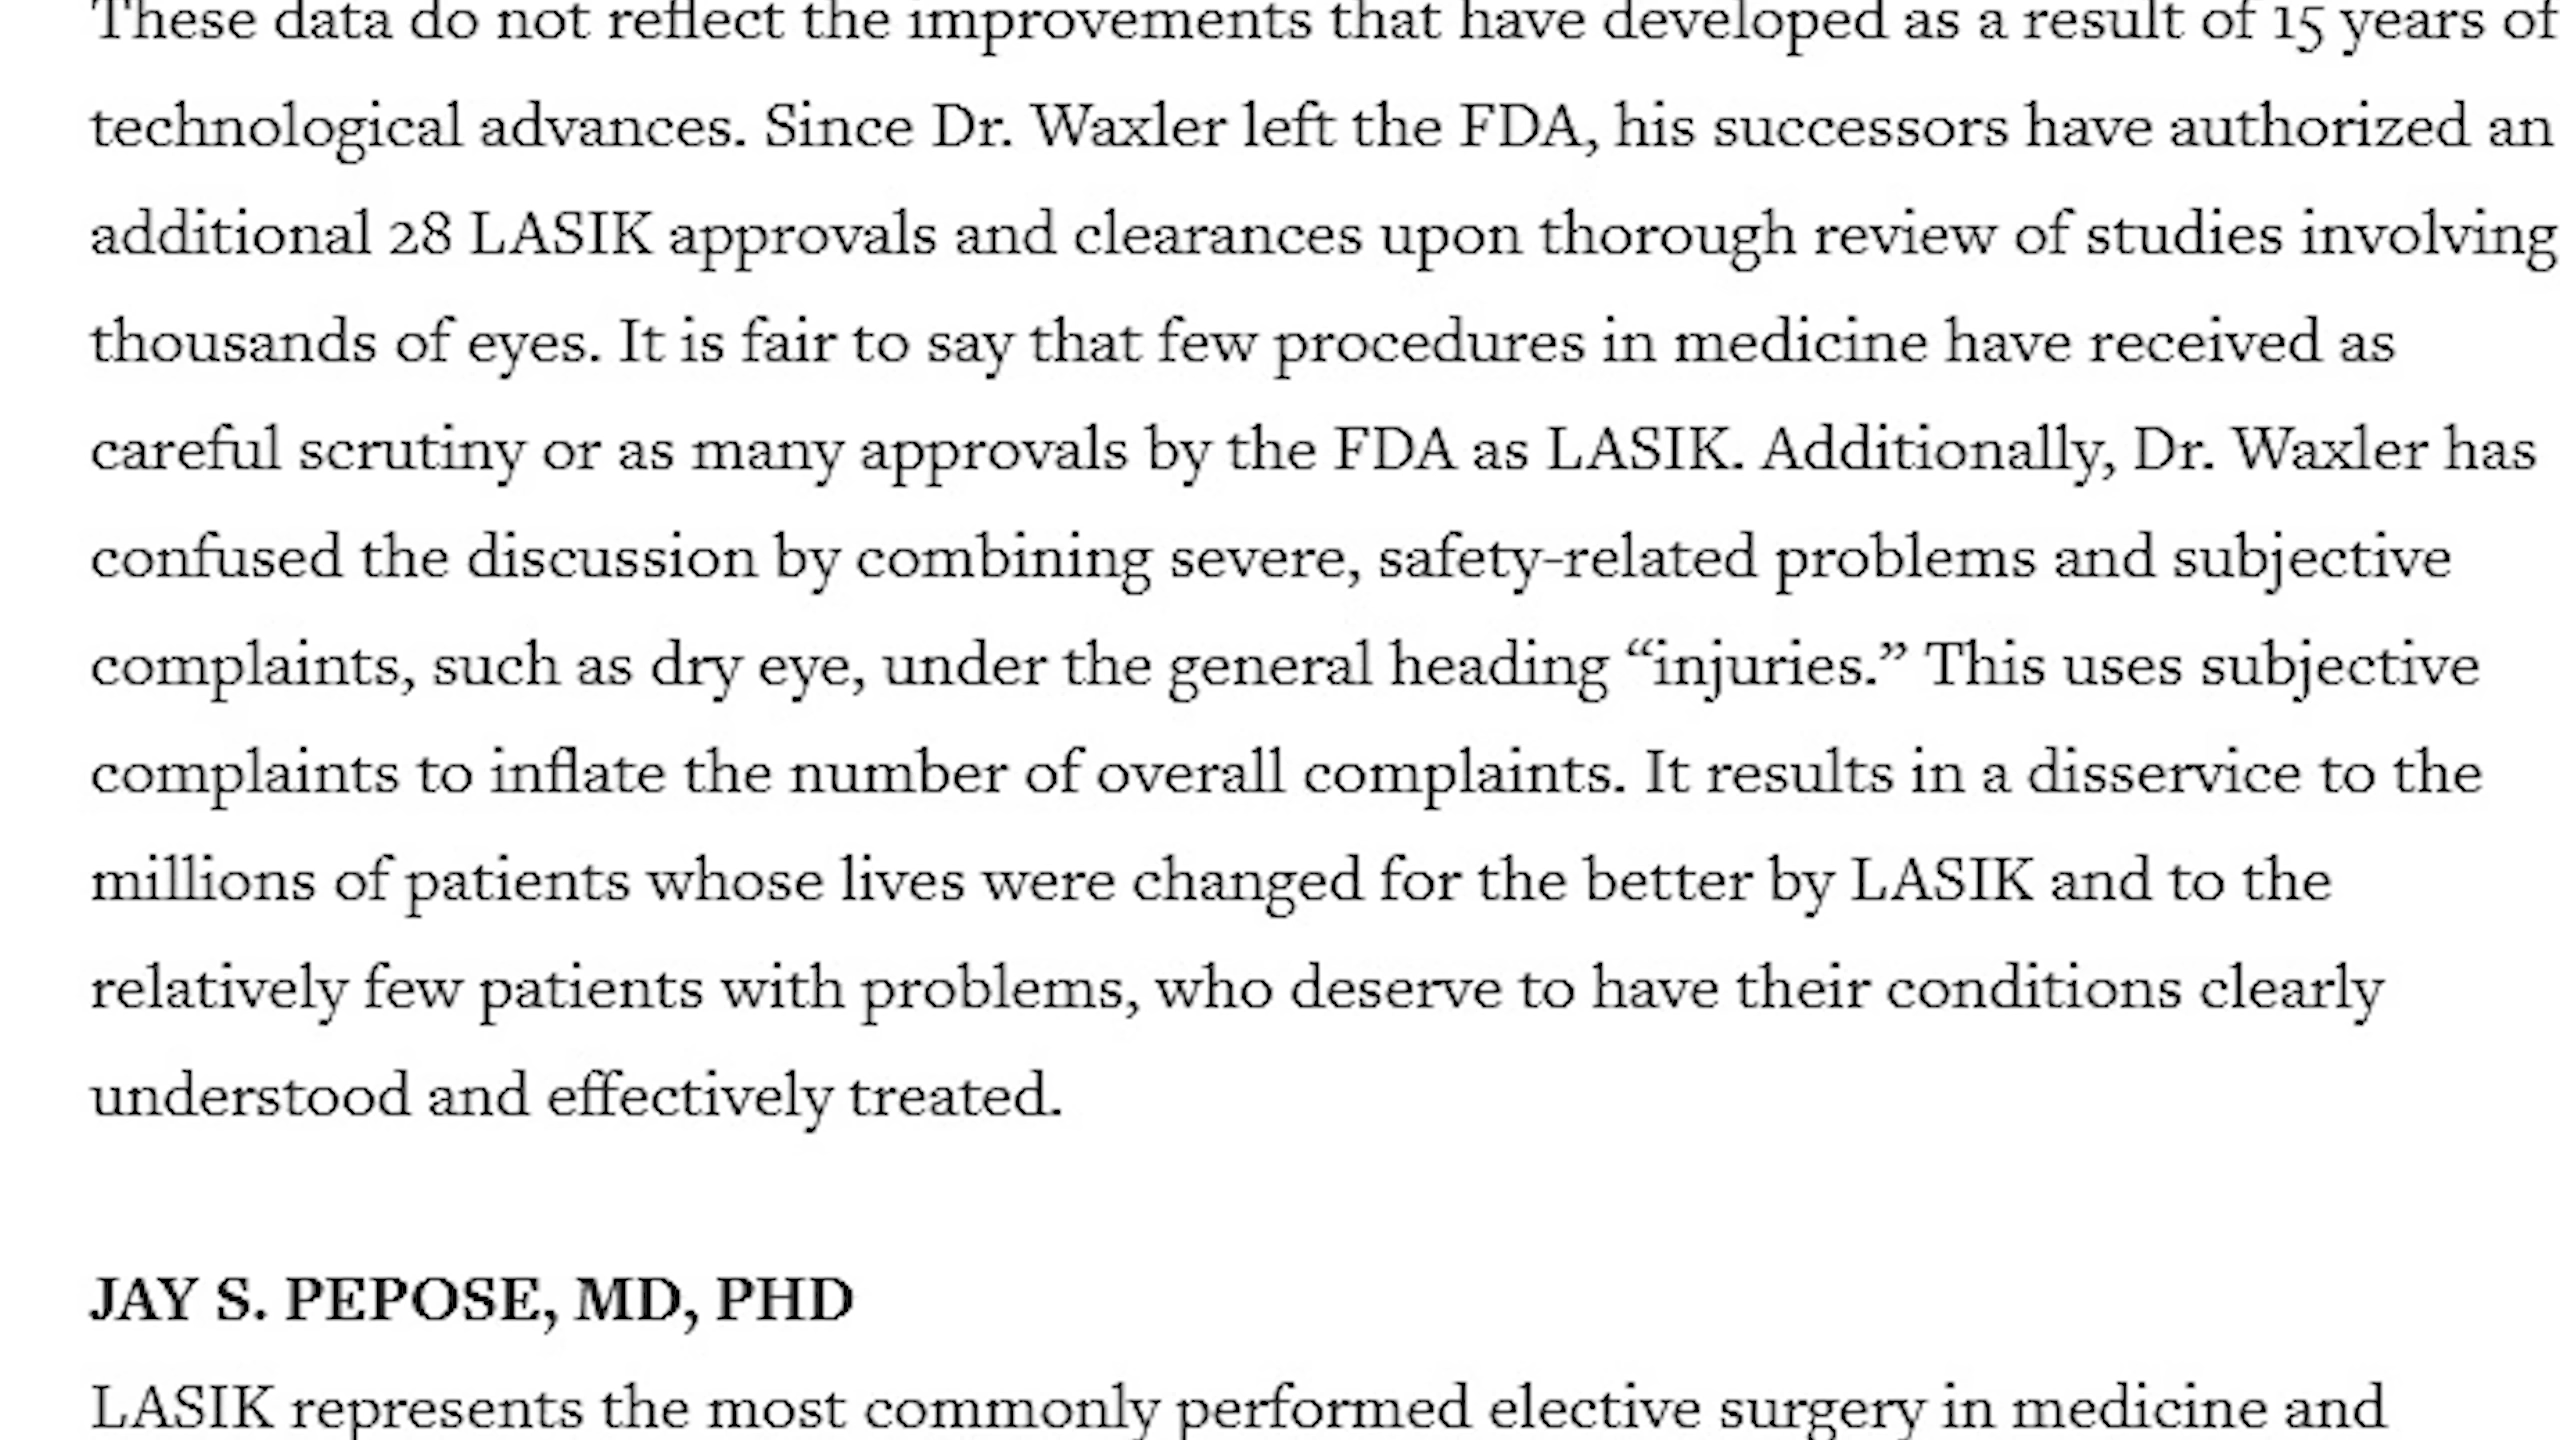 These data do not reflect the improvements that have developed as a result of 15 years of
technological advances. Since Dr. Waxler left the FDA, his successors have authorized an
additional 28 LASIK approvals and clearances upon thorough review of studies involving
thousands of eyes. It is fair to say that few procedures in medicine have received as
careful scrutiny or as many approvals by the FDA as LASIK. Additionally, Dr. Waxler has
confused the discussion by combining severe, safety-related problems and subjective
complaints, such as dry eye, under the general heading “injuries.” This uses subjective
complaints to inflate the number of overall complaints. It results in a disservice to the
millions of patients whose lives were changed for the better by LASIK and to the
relatively few patients with problems, who deserve to have their conditions clearly
understood and effectively treated.
JAY S. PEPOSE, MD, PHD
LASIK represents the most commonly performed elective surgery in medicine and